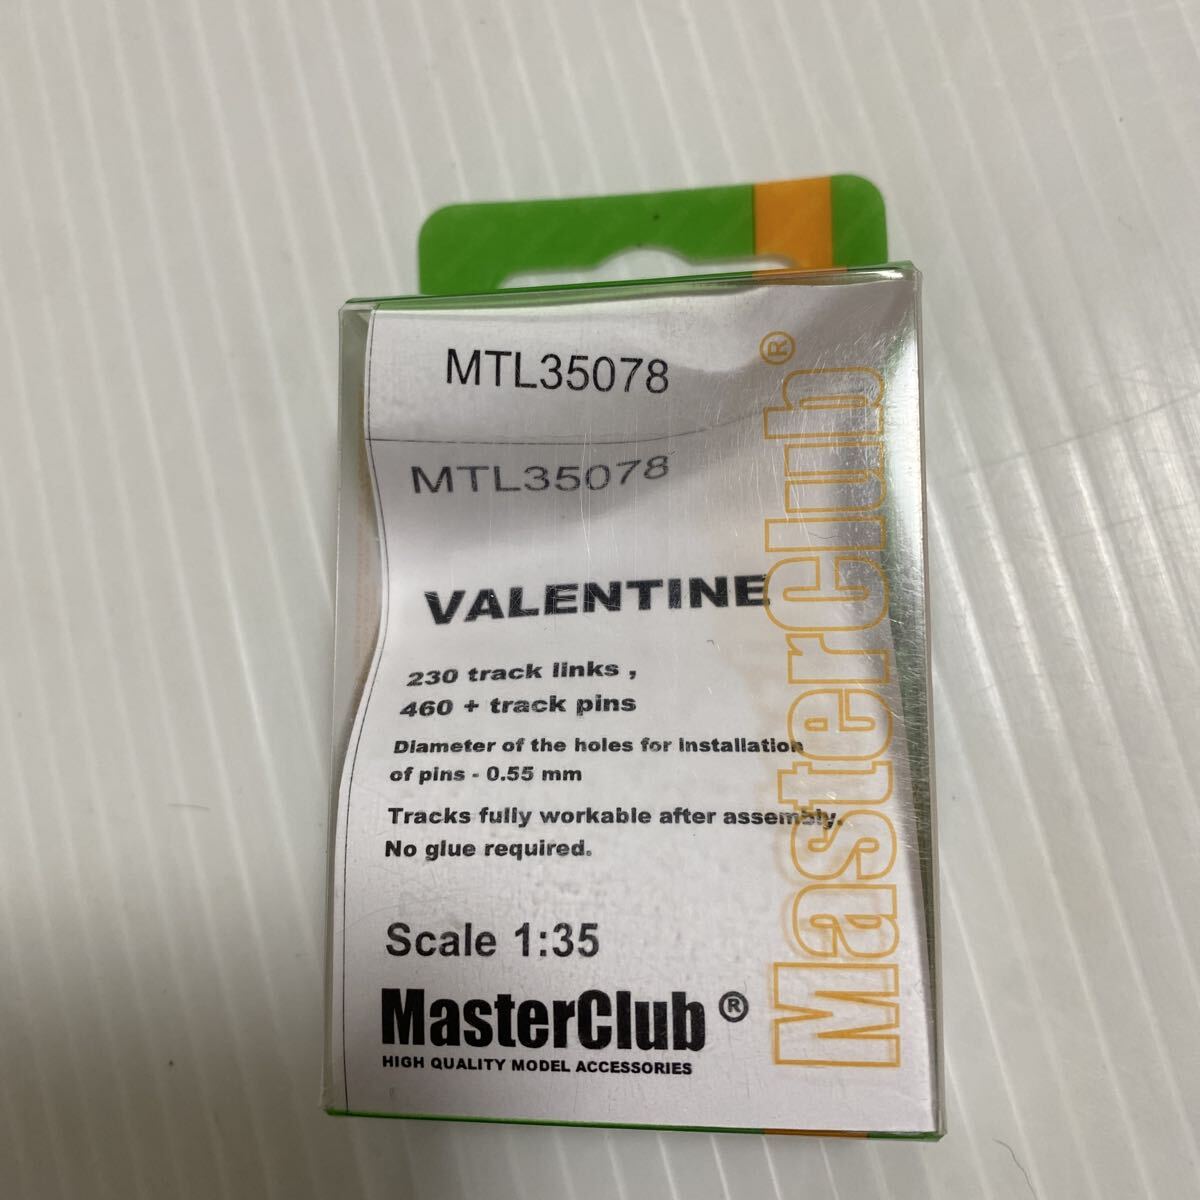 MTL35078
MTL35078
VALENTINE
230 track links ,
460 + track pins
Diameter of the holes for installation
of pins - 0.55 mm
Tracks fully workable after assembly.
No glue required.
Scale 1:35
MasterClub ®
HIGH QUALITY MODEL ACCESSORIES
MasterClub®